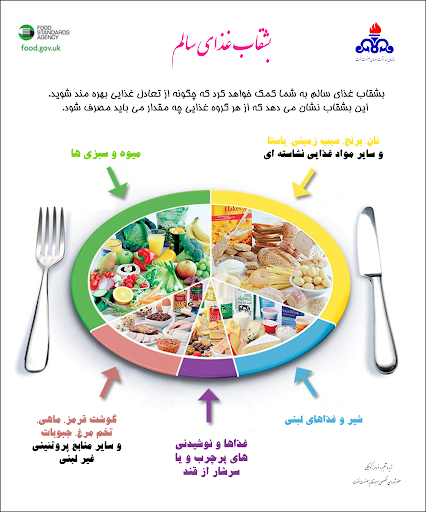 FOOD
STANDARDS
AGENCY
food.gov.uk
بشقاب غذای سالم
بشقاب غذای سالم به شما کمک خواهد کرد که چگونه از تعادل غذایی بهره مند شوید.
این بشقاب نشان می دهد که از هر گروه غذایی چه مقدار می باید مصرف شود.
نان، برنج، سیب زمینی، پاستا
و سایر مواد غذایی نشاسته ای
میوه و سبزی ها
گوشت قرمز، ماهی،
تخم مرغ، حبوبات
و سایر منابع پروتئینی
غیر لبنی
غذاها و نوشیدنی
های پرچرب و یا
سرشار از قند
شیر و غذاهای لبنی